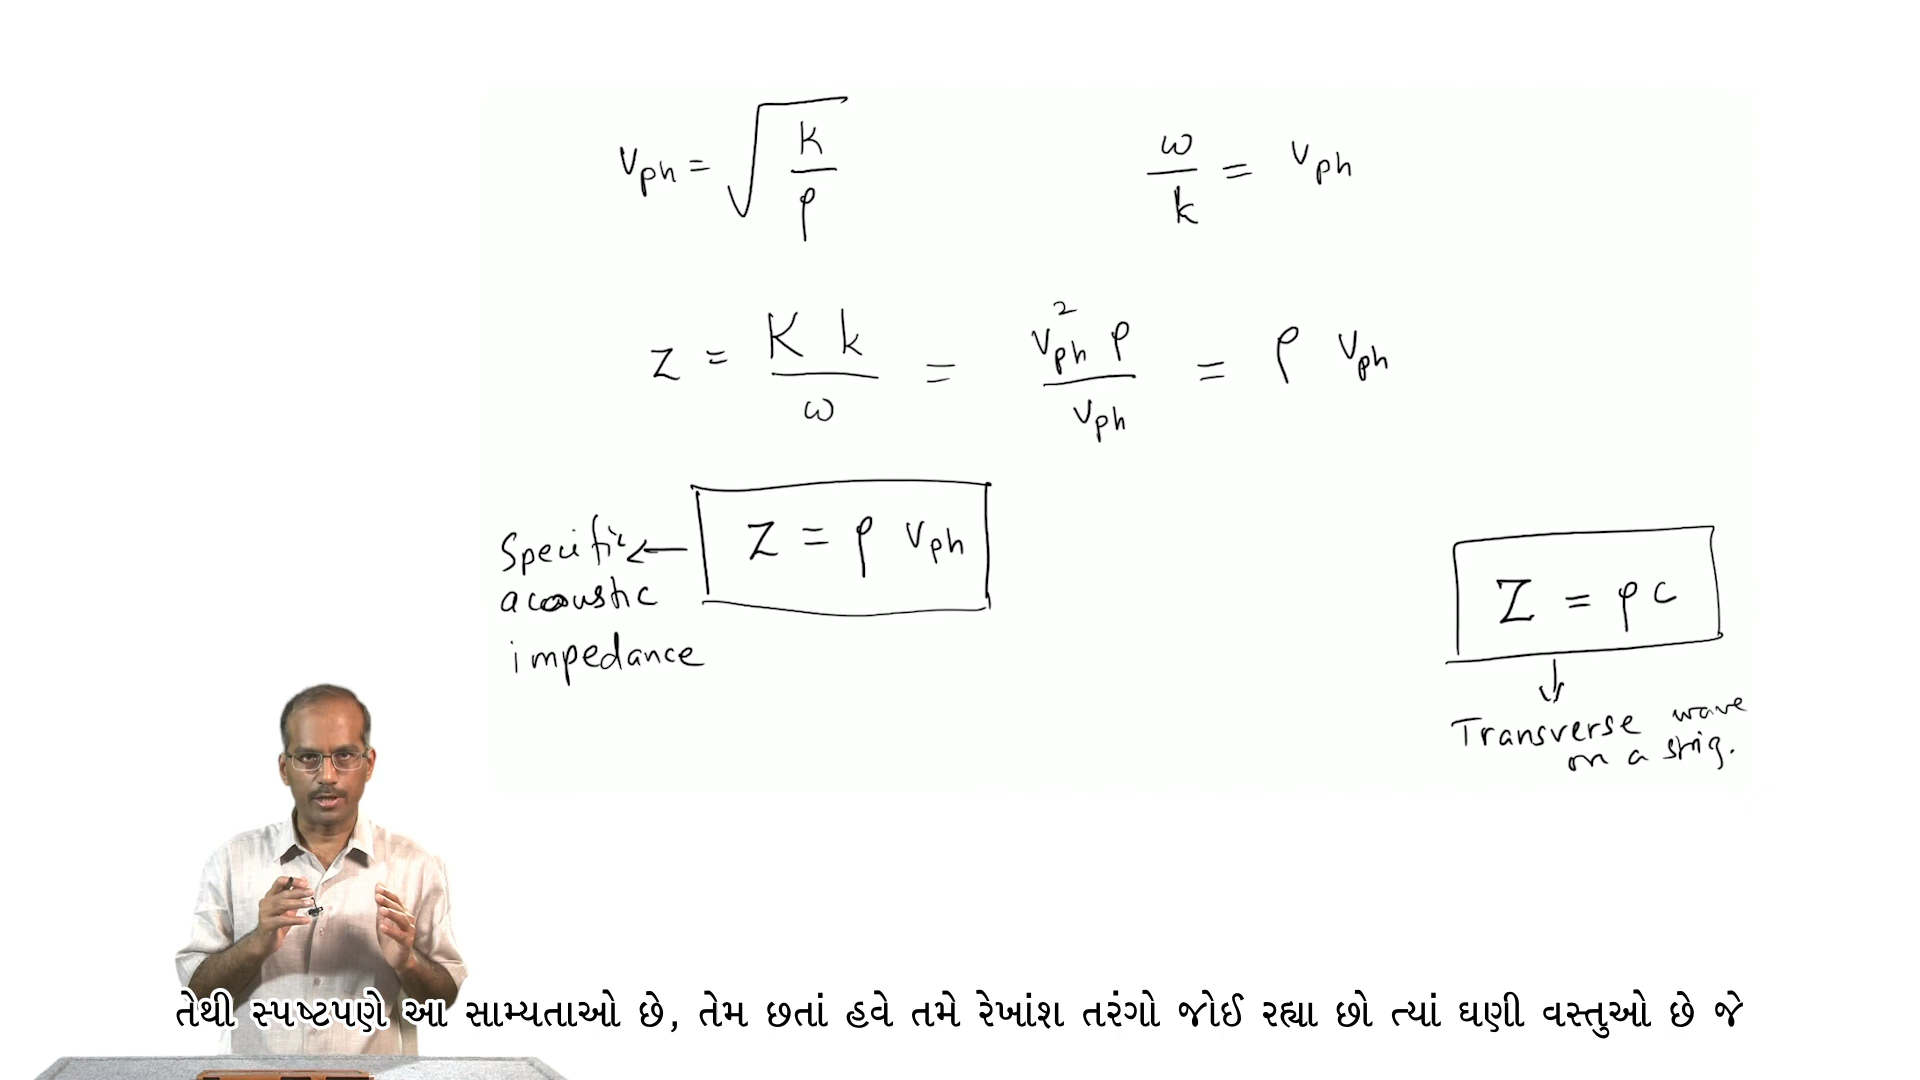 v_ph = √(K/ρ)
ω/k = v_ph
Z = K k / ω = v_ph² ρ / v_ph = ρ v_ph
Z = ρ v_ph
Specific
acoustic
impedance
Z = ρ c
Transverse wave
on a strig.
તેથી સ્પષ્ટપણે આ સામ્યતાઓ છે, તેમ છતાં હવે તમે રેખાંશ તરંગો જોઈ રહ્યા છો ત્યાં ઘણી વસ્તુઓ છે જે